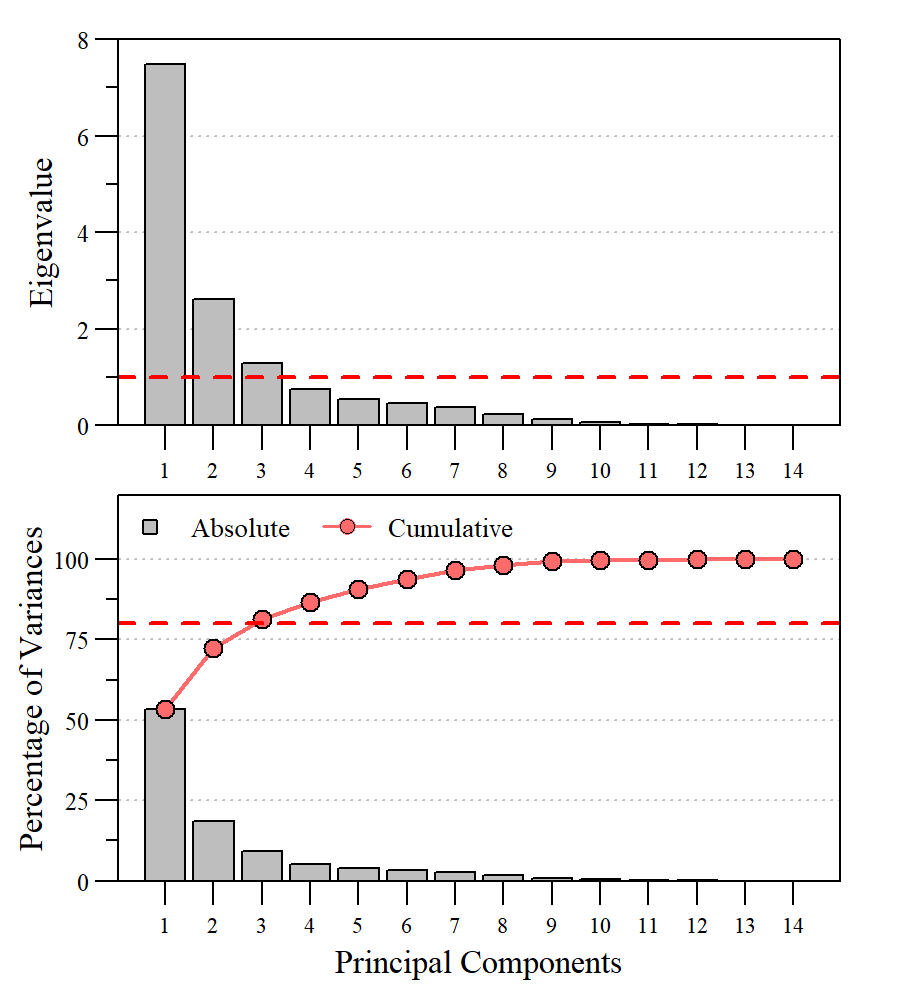 Eigenvalue
8
6
4
2
0
1 2 3 4 5 6 7 8 9 10 11 12 13 14
Absolute Cumulative
Percentage of Variances
100
75
50
25
0
1 2 3 4 5 6 7 8 9 10 11 12 13 14
Principal Components